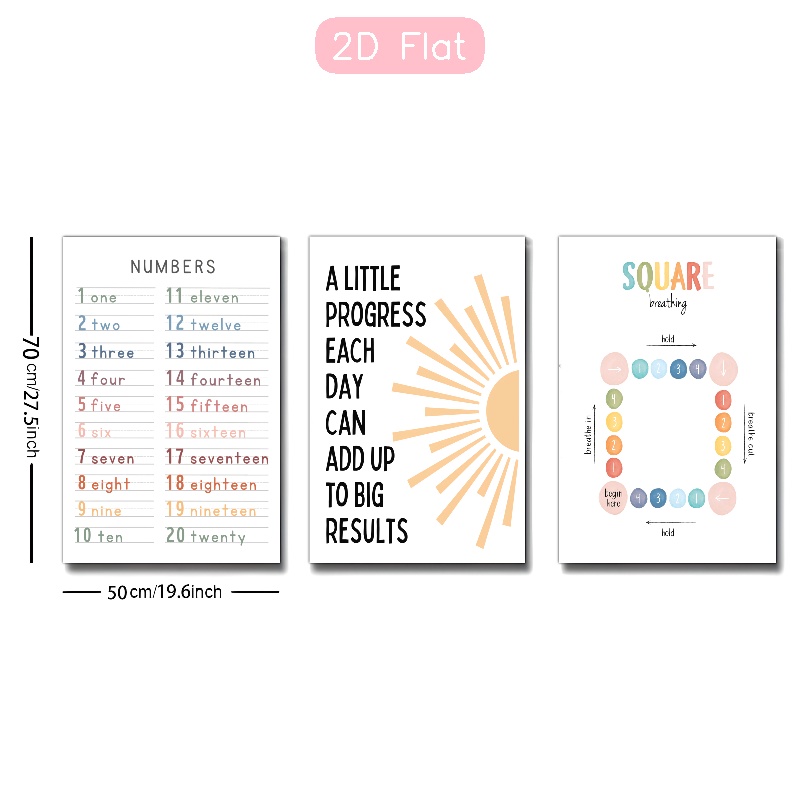 2D Flat
70cm/27.5inch
50cm/19.6inch
NUMBERS
1 one
2 two
3 three
4 four
5 five
6 six
7 seven
8 eight
9 nine
10 ten
11 eleven
12 twelve
13 thirteen
14 fourteen
15 fifteen
16 sixteen
17 seventeen
18 eighteen
19 nineteen
20 twenty
A LITTLE
PROGRESS
EACH
DAY
CAN
ADD UP
TO BIG
RESULTS
SQUARE
breathing
hold
1 2 3 4
breathe in
4
3
2
1
breathe out
1
2
3
4
begin
here
4 3 2 1
hold